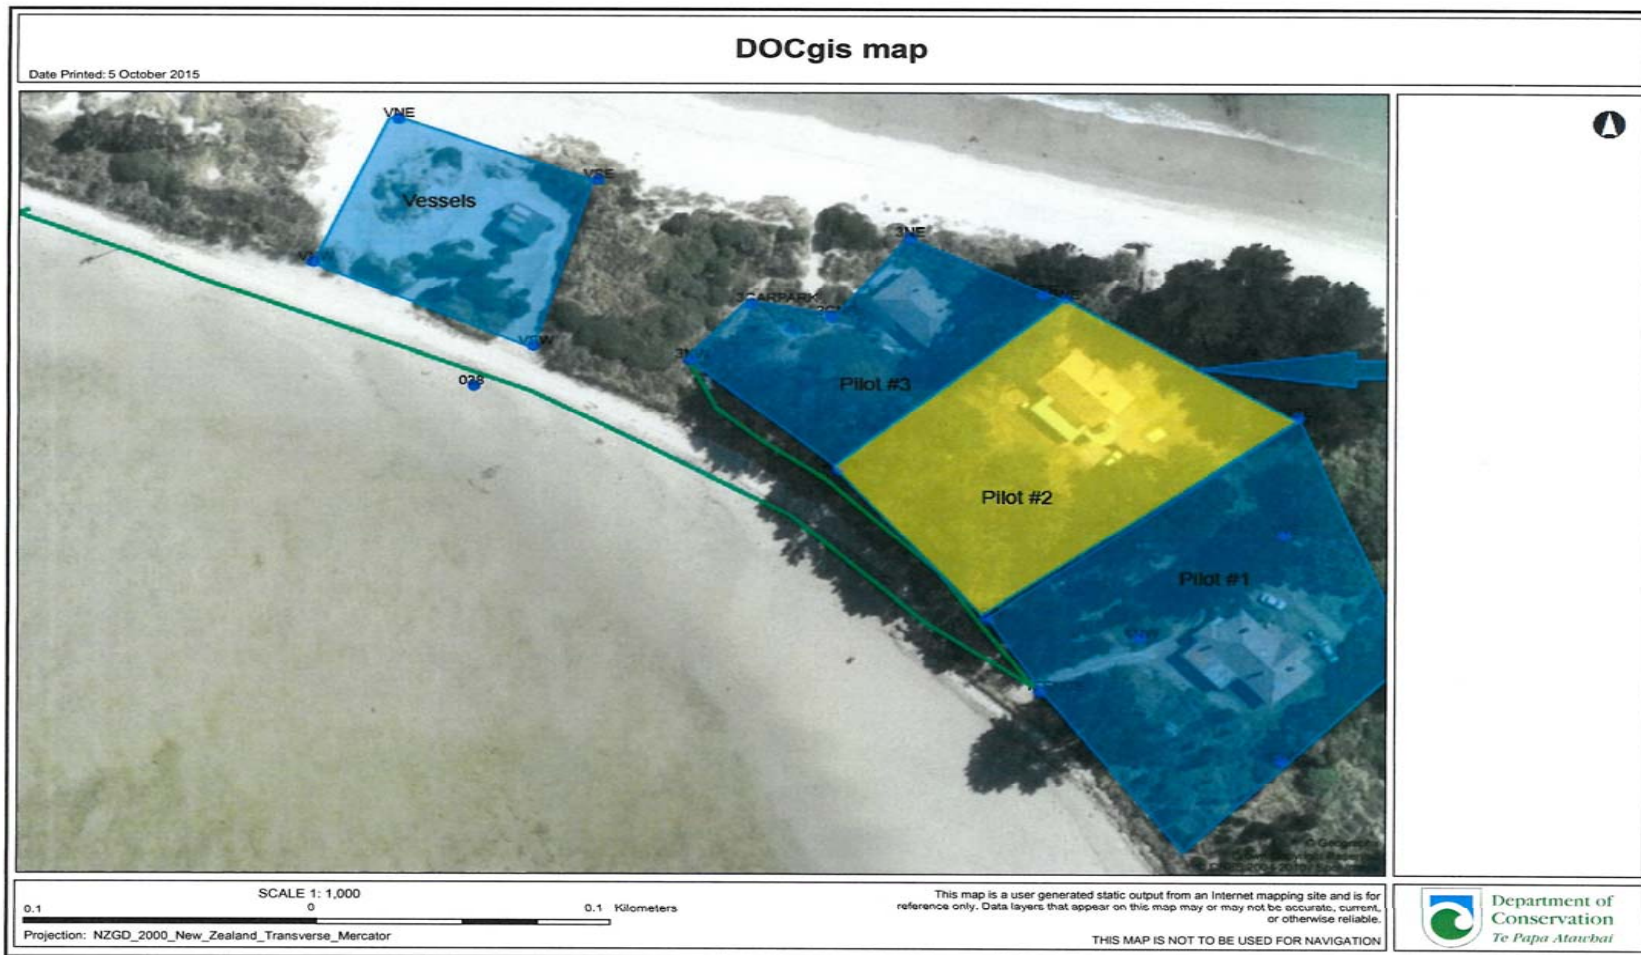 DOCgis map
Date Printed: 5 October 2015
VNE
Vessels
3NE
3CARPARK
Pilot #3
028
Pilot #2
Pilot #1
SCALE 1: 1,000
0.1 0 0.1 Kilometers
Projection: NZGD_2000_New_Zealand_Transverse_Mercator
This map is a user generated static output from an Internet mapping site and is for
reference only. Data layers that appear on this map may or may not be accurate, current,
or otherwise reliable.
THIS MAP IS NOT TO BE USED FOR NAVIGATION
Department of
Conservation
Te Papa Atawhai